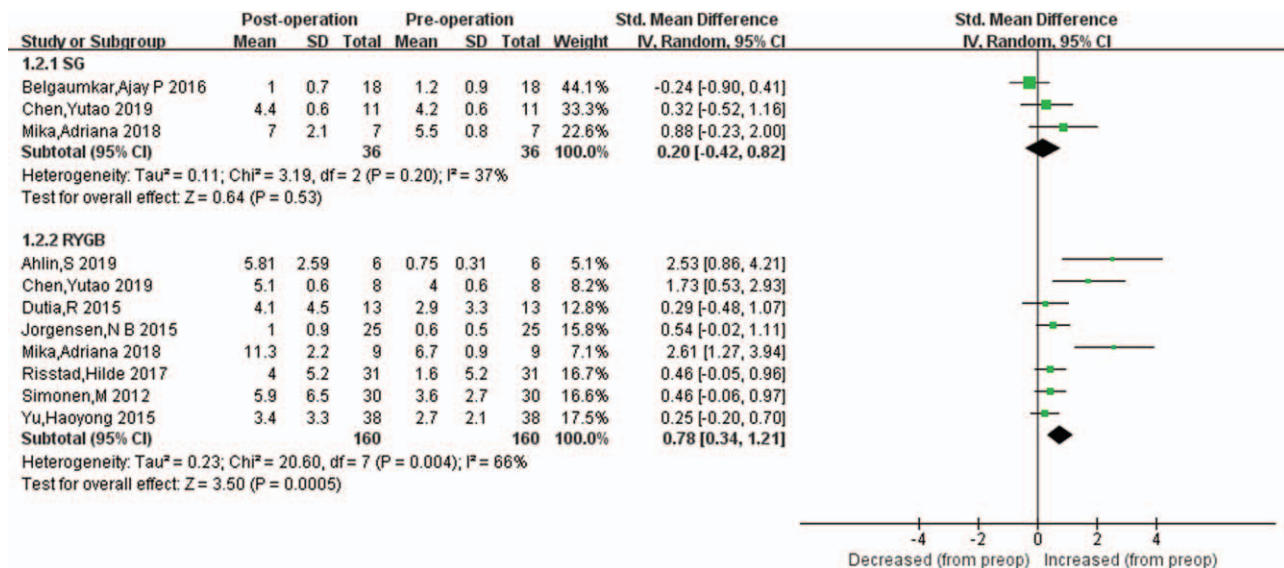 Post-operation Pre-operation Std. Mean Difference Std. Mean Difference
Study or Subgroup Mean SD Total Mean SD Total Weight IV, Random, 95% CI IV, Random, 95% CI
1.2.1 SG
Belgaumkar,Ajay P 2016 1 0.7 18 1.2 0.9 18 44.1% -0.24 [-0.90, 0.41]
Chen,Yutao 2019 4.4 0.6 11 4.2 0.6 11 33.3% 0.32 [-0.52, 1.16]
Mika,Adriana 2018 7 2.1 7 5.5 0.8 7 22.6% 0.88 [-0.23, 2.00]
Subtotal (95% CI) 36 36 100.0% 0.20 [-0.42, 0.82]
Heterogeneity: Tau² = 0.11; Chi² = 3.19, df = 2 (P = 0.20); I² = 37%
Test for overall effect: Z = 0.64 (P = 0.53)
1.2.2 RYGB
Ahlin,S 2019 5.81 2.59 6 0.75 0.31 6 5.1% 2.53 [0.86, 4.21]
Chen,Yutao 2019 5.1 0.6 8 4 0.6 8 8.2% 1.73 [0.53, 2.93]
Dutia,R 2015 4.1 4.5 13 2.9 3.3 13 12.8% 0.29 [-0.48, 1.07]
Jorgensen,N B 2015 1 0.9 25 0.6 0.5 25 15.8% 0.54 [-0.02, 1.11]
Mika,Adriana 2018 11.3 2.2 9 6.7 0.9 9 7.1% 2.61 [1.27, 3.94]
Risstad,Hilde 2017 4 5.2 31 1.6 5.2 31 16.7% 0.46 [-0.05, 0.96]
Simonen,M 2012 5.9 6.5 30 3.6 2.7 30 16.6% 0.46 [-0.06, 0.97]
Yu,Haoyong 2015 3.4 3.3 38 2.7 2.1 38 17.5% 0.25 [-0.20, 0.70]
Subtotal (95% CI) 160 160 100.0% 0.78 [0.34, 1.21]
Heterogeneity: Tau² = 0.23; Chi² = 20.60, df = 7 (P = 0.004); I² = 66%
Test for overall effect: Z = 3.50 (P = 0.0005)
-4 -2 0 2 4
Decreased (from preop) Increased (from preop)